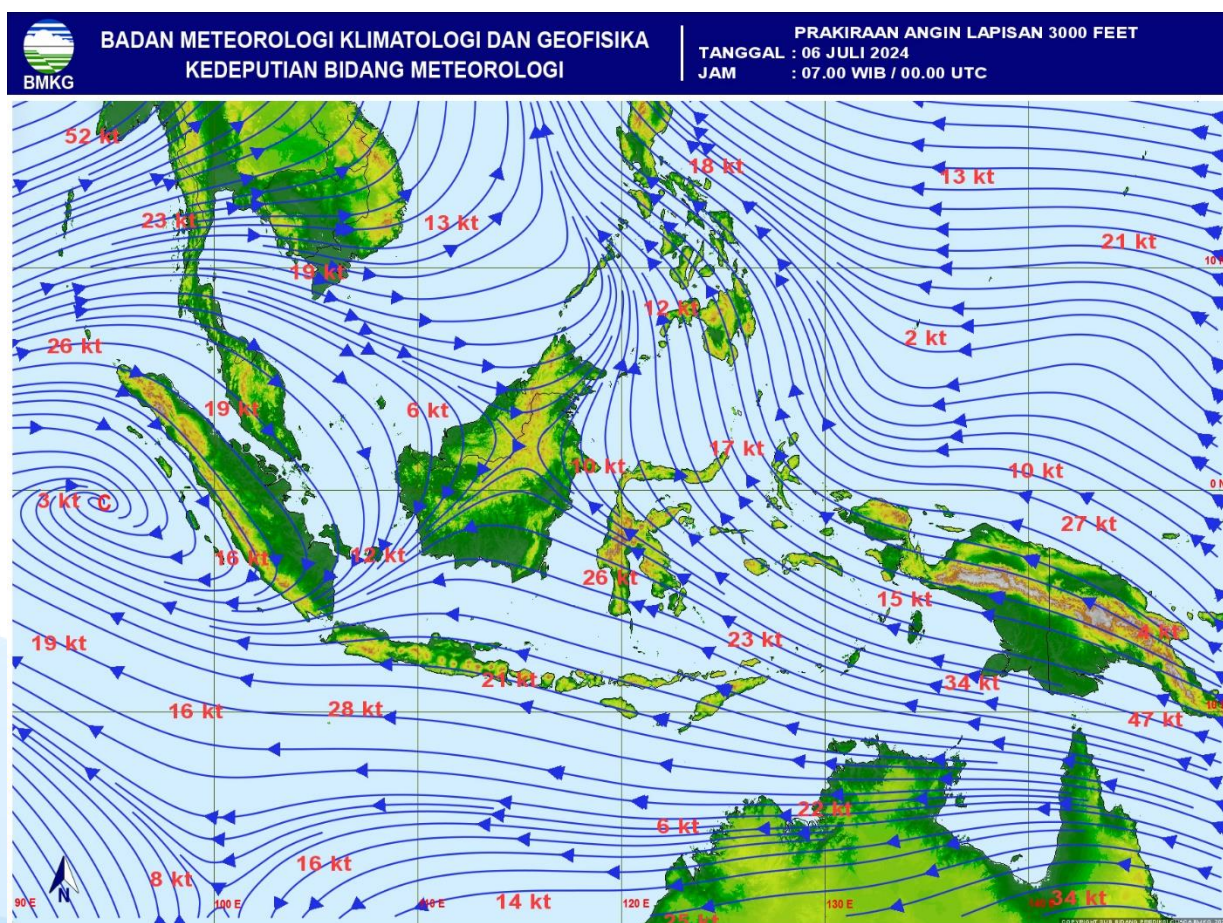 BMKG
BADAN METEOROLOGI KLIMATOLOGI DAN GEOFISIKA
KEDEPUTIAN BIDANG METEOROLOGI
PRAKIRAAN ANGIN LAPISAN 3000 FEET
TANGGAL : 06 JULI 2024
JAM : 07.00 WIB / 00.00 UTC
52 kt
18 kt
13 kt
23 kt
13 kt
21 kt
19 kt
12 kt
2 kt
26 kt
19 kt
6 kt
17 kt
10 kt
0 N
3 kt
C
27 kt
16 kt
12 kt
26 kt
15 kt
19 kt
23 kt
21 kt
34 kt
16 kt
28 kt
47 kt
22 kt
6 kt
16 kt
8 kt
14 kt
34 kt
N
90 E
100 E
120 E
130 E